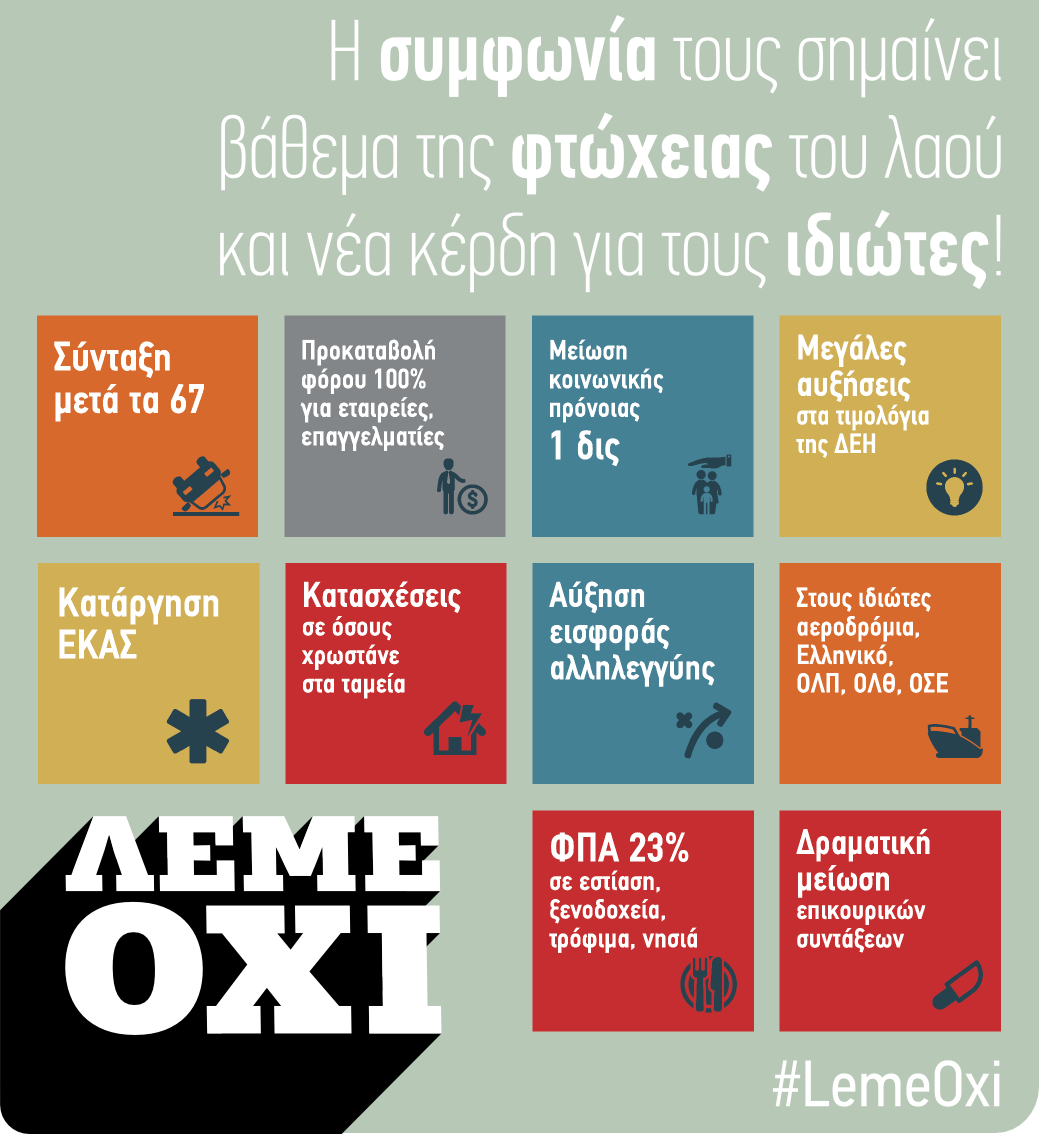 Η συμφωνία τους σημαίνει
βάθεμα της φτώχειας του λαού
και νέα κέρδη για τους ιδιώτες!
Σύνταξη
μετά τα 67
Προκαταβολή
φόρου 100%
για εταιρείες,
επαγγελματίες
$
Μείωση
κοινωνικής
πρόνοιας
1 δις
Μεγάλες
αυξήσεις
στα τιμολόγια
της ΔΕΗ
Κατάργηση
ΕΚΑΣ
Κατασχέσεις
σε όσους
χρωστάνε
στα ταμεία
Αύξηση
εισφοράς
αλληλεγγύης
Στους ιδιώτες
αεροδρόμια,
Ελληνικό,
ΟΛΠ, ΟΛΘ, ΟΣΕ
ΛΕΜΕ
ΟΧΙ
ΦΠΑ 23%
σε εστίαση,
ξενοδοχεία,
τρόφιμα, νησιά
Δραματική
μείωση
επικουρικών
συντάξεων
#LemeOxi